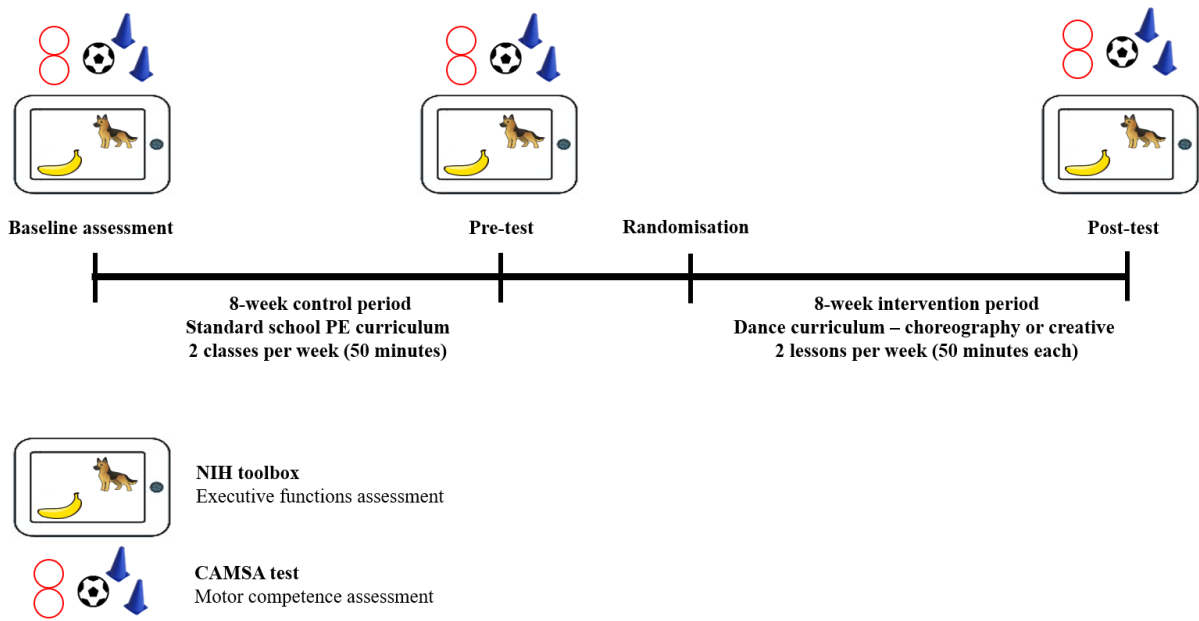 Baseline assessment
Pre-test
Randomisation
Post-test
8-week control period
Standard school PE curriculum
2 classes per week (50 minutes)
8-week intervention period
Dance curriculum – choreography or creative
2 lessons per week (50 minutes each)
NIH toolbox
Executive functions assessment
CAMSA test
Motor competence assessment